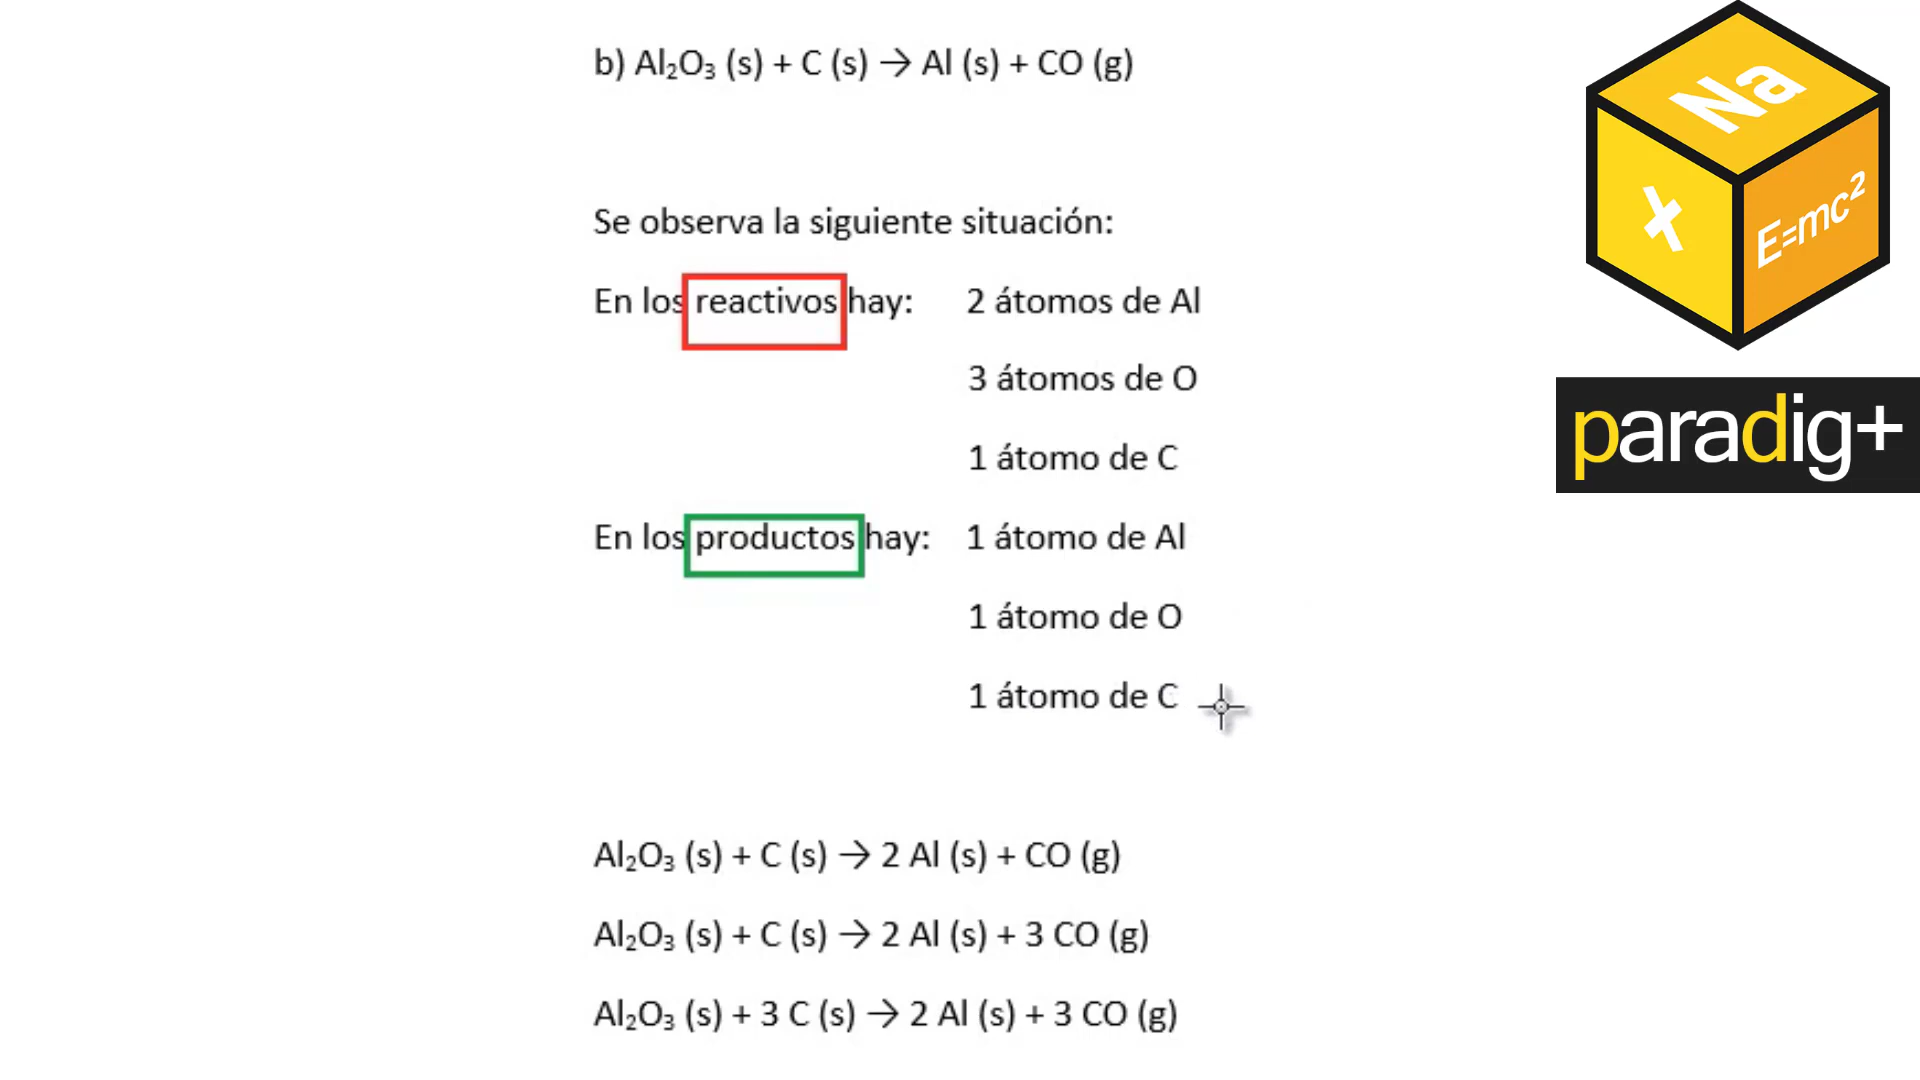 b) Al₂O₃ (s) + C (s) → Al (s) + CO (g)
Se observa la siguiente situación:
En los reactivos hay: 2 átomos de Al
3 átomos de O
1 átomo de C
En los productos hay: 1 átomo de Al
1 átomo de O
1 átomo de C
Al₂O₃ (s) + C (s) → 2 Al (s) + CO (g)
Al₂O₃ (s) + C (s) → 2 Al (s) + 3 CO (g)
Al₂O₃ (s) + 3 C (s) → 2 Al (s) + 3 CO (g)
Na
x
E=mc²
paradig+